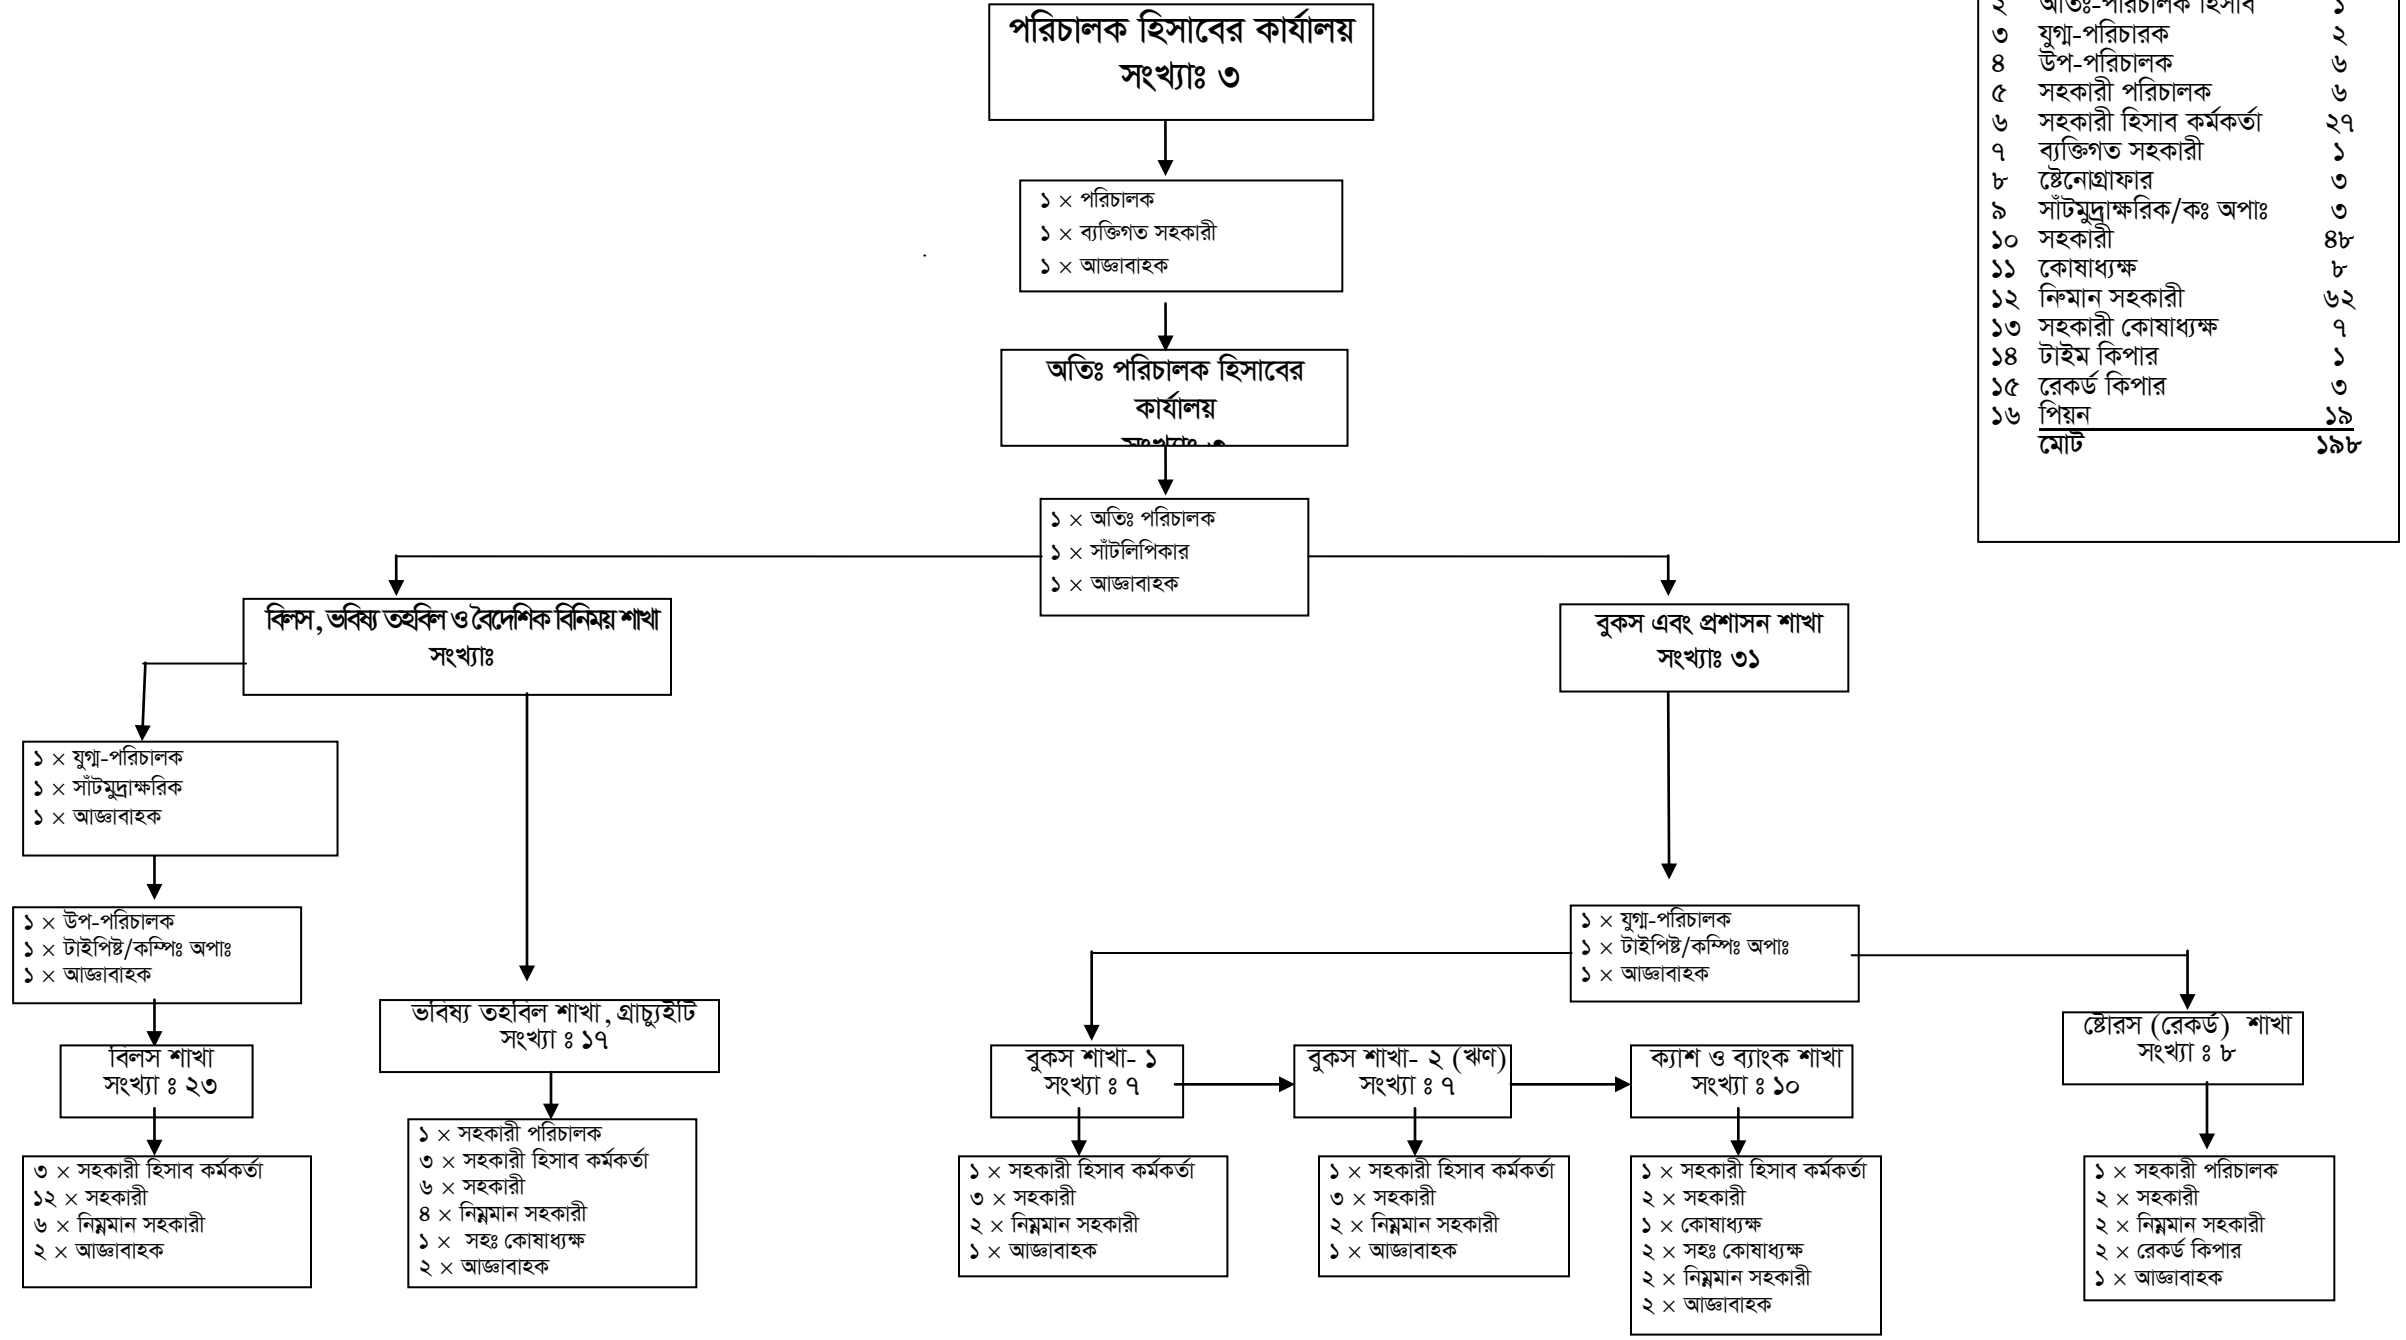 পরিচালক হিসাবের কার্যালয়
সংখ্যাঃ ৩
১ × পরিচালক
১ × ব্যক্তিগত সহকারী
১ × আজ্ঞাবাহক
অতিঃ পরিচালক হিসাবের
কার্যালয়
সংখ্যাঃ ৩
১ × অতিঃ পরিচালক
১ × সাঁটলিপিকার
১ × আজ্ঞাবাহক
২ অতিঃ-পরিচালক হিসাব ১
৩ যুগ্ম-পরিচারক ২
৪ উপ-পরিচালক ৬
৫ সহকারী পরিচালক ৬
৬ সহকারী হিসাব কর্মকর্তা ২৭
৭ ব্যক্তিগত সহকারী ১
৮ ষ্টেনোগ্রাফার ৩
৯ সাঁটমুদ্রাক্ষরিক/কঃ অপাঃ ৩
১০ সহকারী ৪৮
১১ কোষাধ্যক্ষ ৮
১২ নিুমান সহকারী ৬২
১৩ সহকারী কোষাধ্যক্ষ ৭
১৪ টাইম কিপার ১
১৫ রেকর্ড কিপার ৩
১৬ পিয়ন ১৯
মোট ১৯৮
বিলস, ভবিষ্য তহবিল ও বৈদেশিক বিনিময় শাখা
সংখ্যাঃ
১ × যুগ্ম-পরিচালক
১ × সাঁটমুদ্রাক্ষরিক
১ × আজ্ঞাবাহক
১ × উপ-পরিচালক
১ × টাইপিষ্ট/কম্পিঃ অপাঃ
১ × আজ্ঞাবাহক
বিলস শাখা
সংখ্যা ঃ ২৩
৩ × সহকারী হিসাব কর্মকর্তা
১২ × সহকারী
৬ × নিম্নমান সহকারী
২ × আজ্ঞাবাহক
ভবিষ্য তহবিল শাখা, গ্রাচ্যুইটি
সংখ্যা ঃ ১৭
১ × সহকারী পরিচালক
৩ × সহকারী হিসাব কর্মকর্তা
৬ × সহকারী
৪ × নিম্নমান সহকারী
১ × সহঃ কোষাধ্যক্ষ
২ × আজ্ঞাবাহক
বুকস এবং প্রশাসন শাখা
সংখ্যাঃ ৩১
১ × যুগ্ম-পরিচালক
১ × টাইপিষ্ট/কম্পিঃ অপাঃ
১ × আজ্ঞাবাহক
বুকস শাখা- ১
সংখ্যা ঃ ৭
১ × সহকারী হিসাব কর্মকর্তা
৩ × সহকারী
২ × নিম্নমান সহকারী
১ × আজ্ঞাবাহক
বুকস শাখা- ২ (ঋণ)
সংখ্যা ঃ ৭
১ × সহকারী হিসাব কর্মকর্তা
৩ × সহকারী
২ × নিম্নমান সহকারী
১ × আজ্ঞাবাহক
ক্যাশ ও ব্যাংক শাখা
সংখ্যা ঃ ১০
১ × সহকারী হিসাব কর্মকর্তা
২ × সহকারী
১ × কোষাধ্যক্ষ
২ × সহঃ কোষাধ্যক্ষ
২ × নিম্নমান সহকারী
২ × আজ্ঞাবাহক
ষ্টোরস (রেকর্ড) শাখা
সংখ্যা ঃ ৮
১ × সহকারী পরিচালক
২ × সহকারী
২ × নিম্নমান সহকারী
২ × রেকর্ড কিপার
১ × আজ্ঞাবাহক